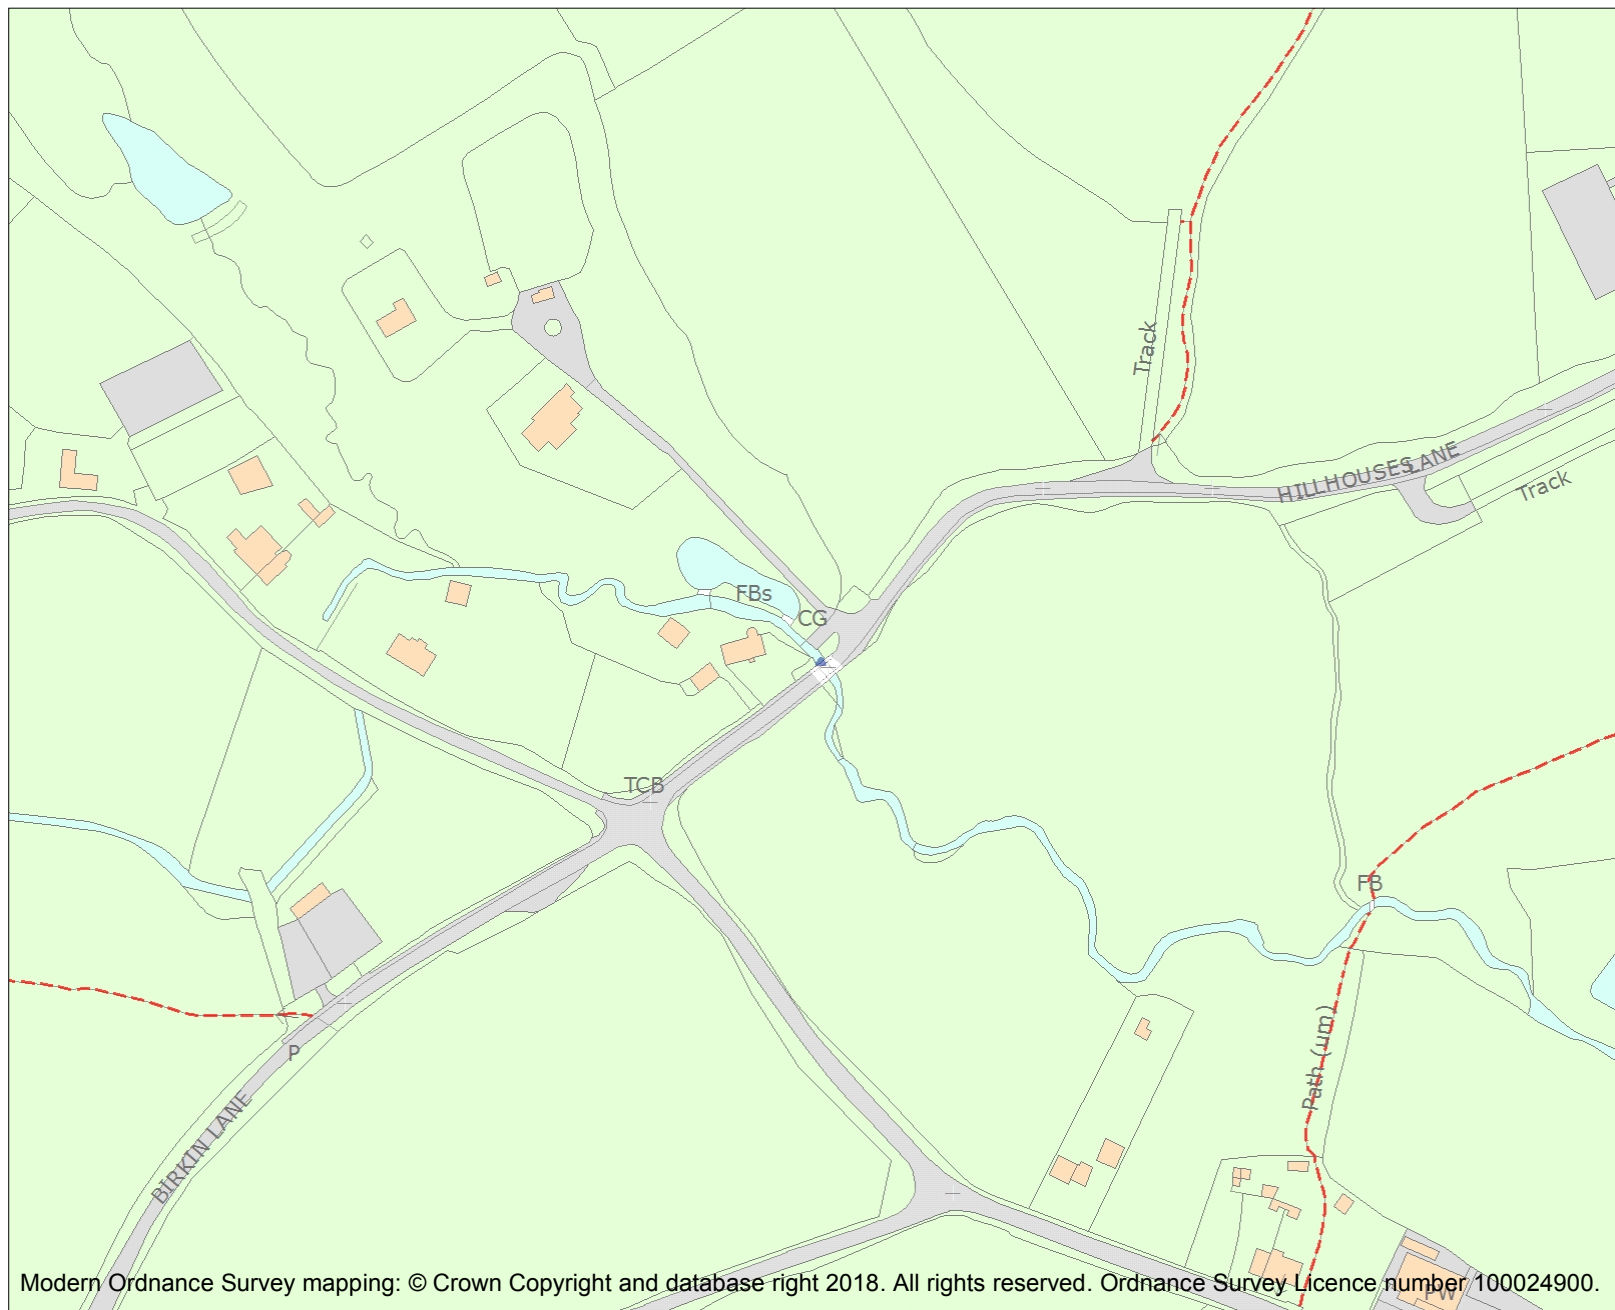 Track
HILLHOUSES LANE
Track
FBs
CG
TCB
FB
P
Path (um)
BIRKIN LANE
PW
Modern Ordnance Survey mapping: © Crown Copyright and database right 2018. All rights reserved. Ordnance Survey Licence number 100024900.